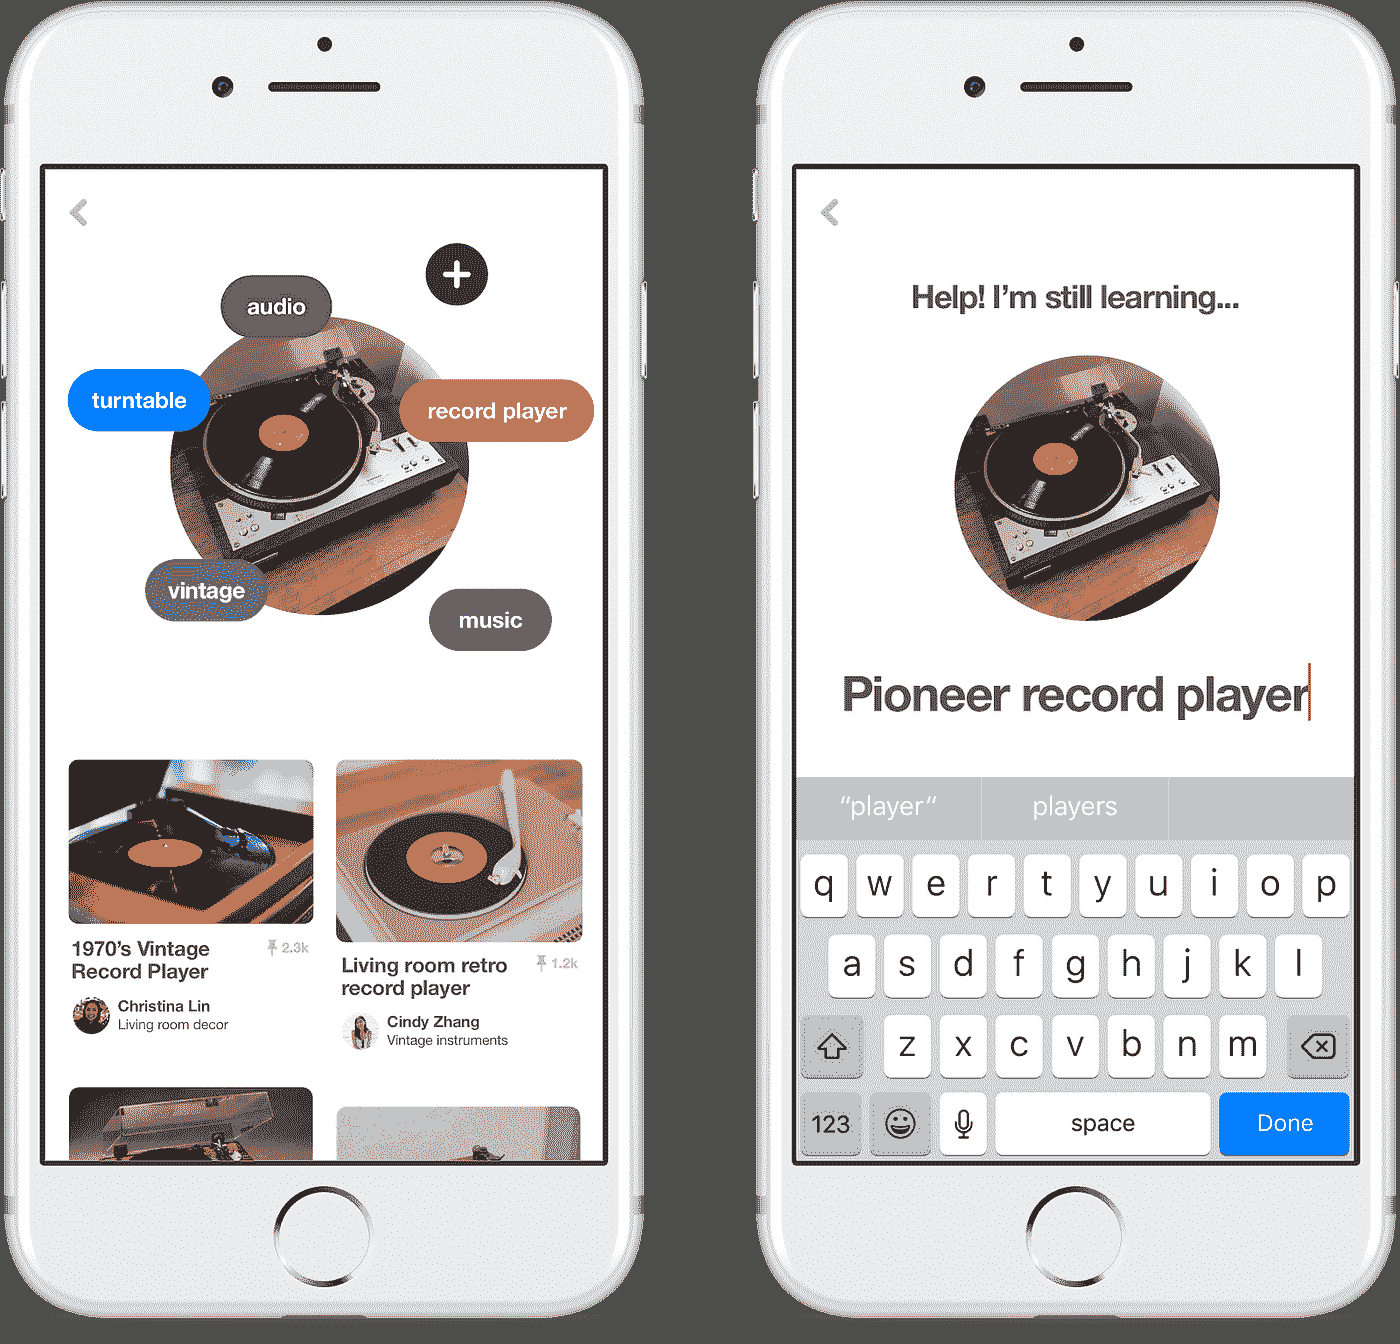 audio
turntable
record player
vintage
music
1970’s Vintage
Record Player
2.3k
Christina Lin
Living room decor
Living room retro
record player
1.2k
Cindy Zhang
Vintage instruments
Help! I’m still learning...
Pioneer record player
“player”
players
q w e r t y u i o p
a s d f g h j k l
z x c v b n m
123
space
Done